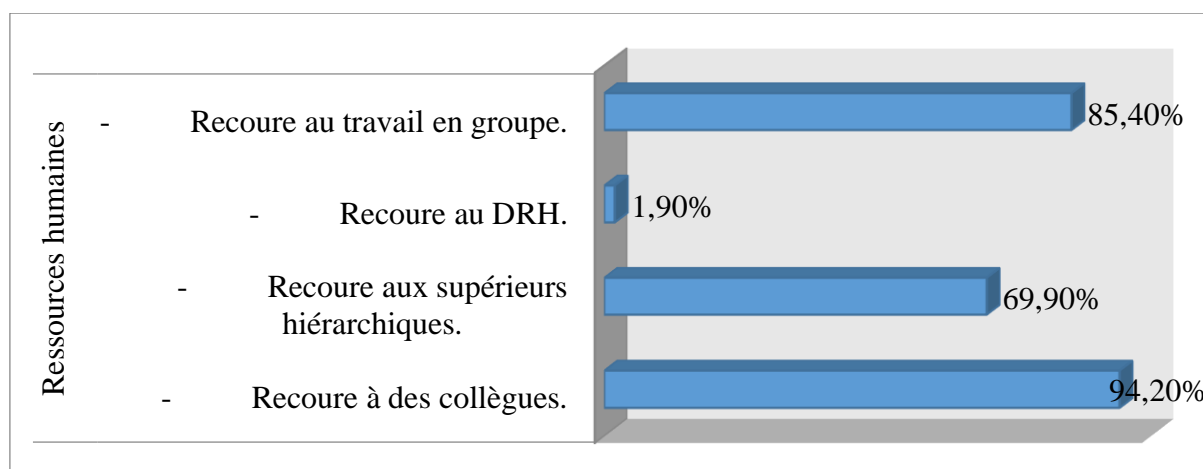 Ressources humaines
- Recoure au travail en groupe.
85,40%
- Recoure au DRH.
1,90%
- Recoure aux supérieurs
hiérarchiques.
69,90%
- Recoure à des collègues.
94,20%